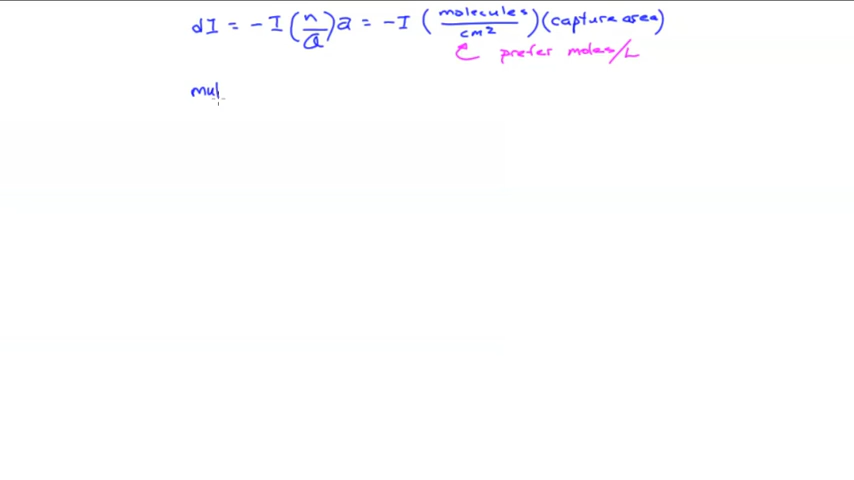 dI = - I (n/a) a = - I (molecules/cm²)(capture area)
prefer moles/L
mul